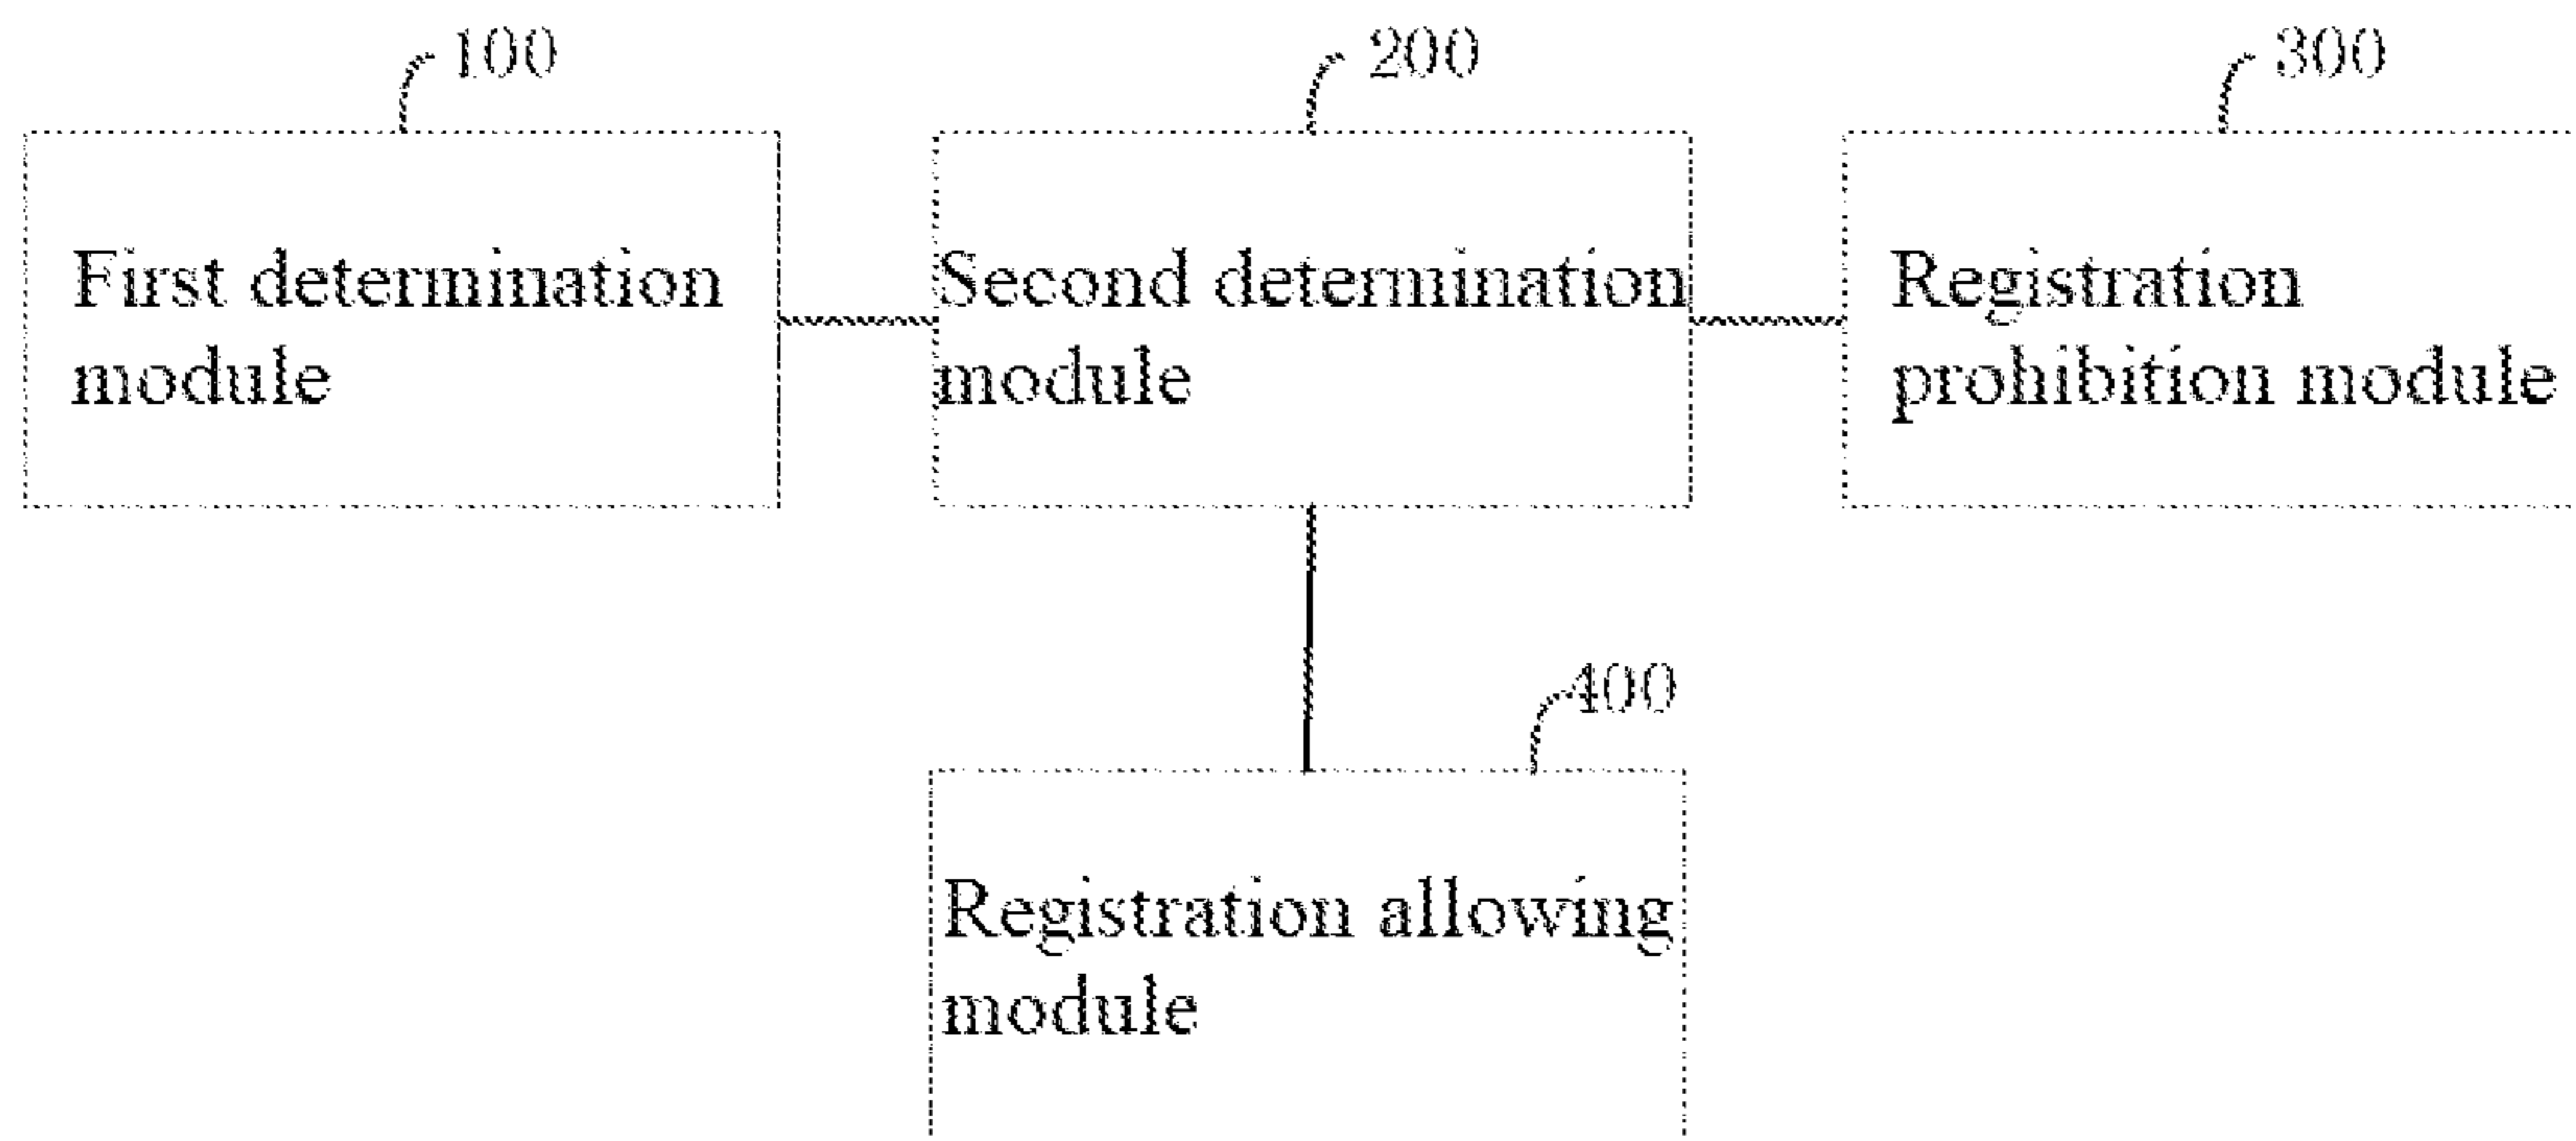 100
200
300
First determination
module
Second determination
module
Registration
prohibition module
400
Registration allowing
module